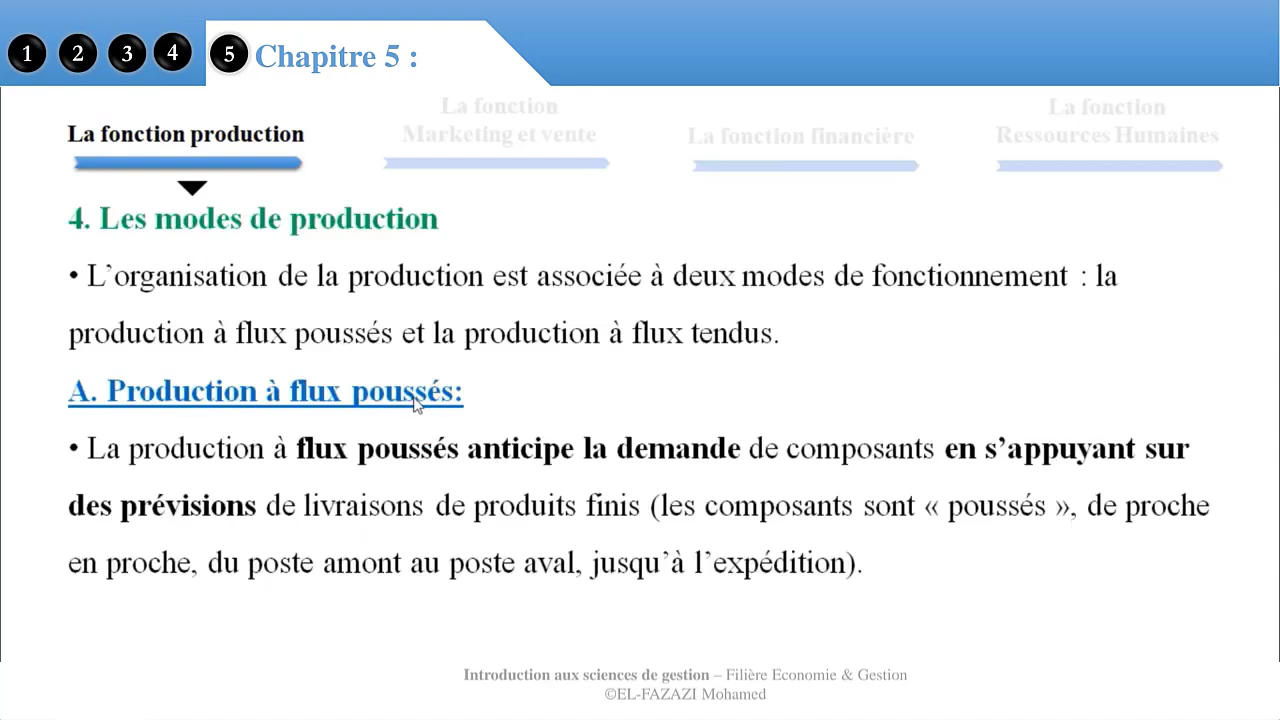 1 2 3 4 5 Chapitre 5 :
La fonction production
La fonction
Marketing et vente
La fonction financière
La fonction
Ressources Humaines
4. Les modes de production
• L’organisation de la production est associée à deux modes de fonctionnement : la
production à flux poussés et la production à flux tendus.
A. Production à flux poussés:
• La production à flux poussés anticipe la demande de composants en s’appuyant sur
des prévisions de livraisons de produits finis (les composants sont « poussés », de proche
en proche, du poste amont au poste aval, jusqu’à l’expédition).
Introduction aux sciences de gestion – Filière Economie & Gestion
©EL-FAZAZI Mohamed